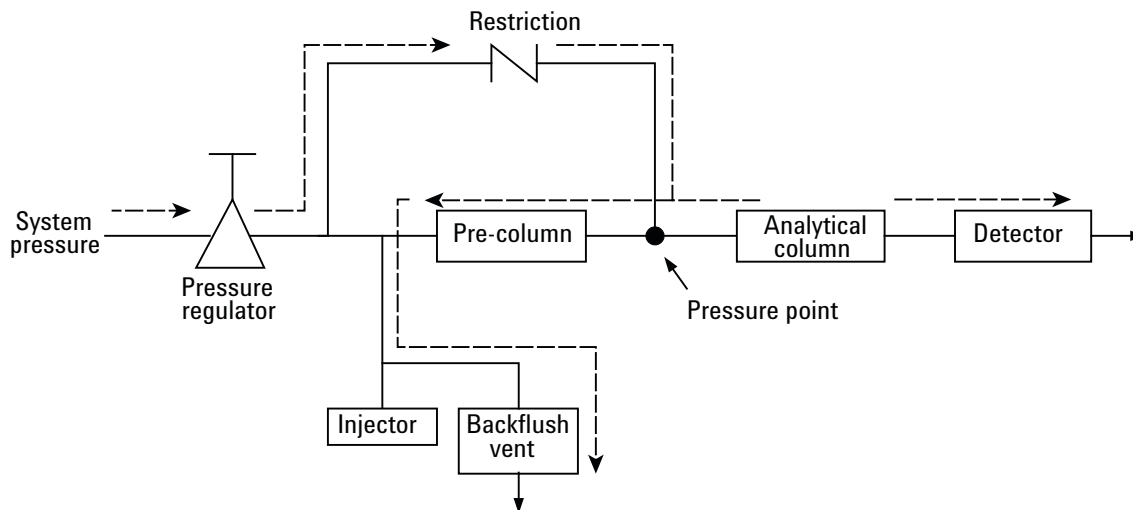 Restriction
System
pressure
Pressure
regulator
Pre-column
Analytical
column
Detector
Pressure point
Injector
Backflush
vent